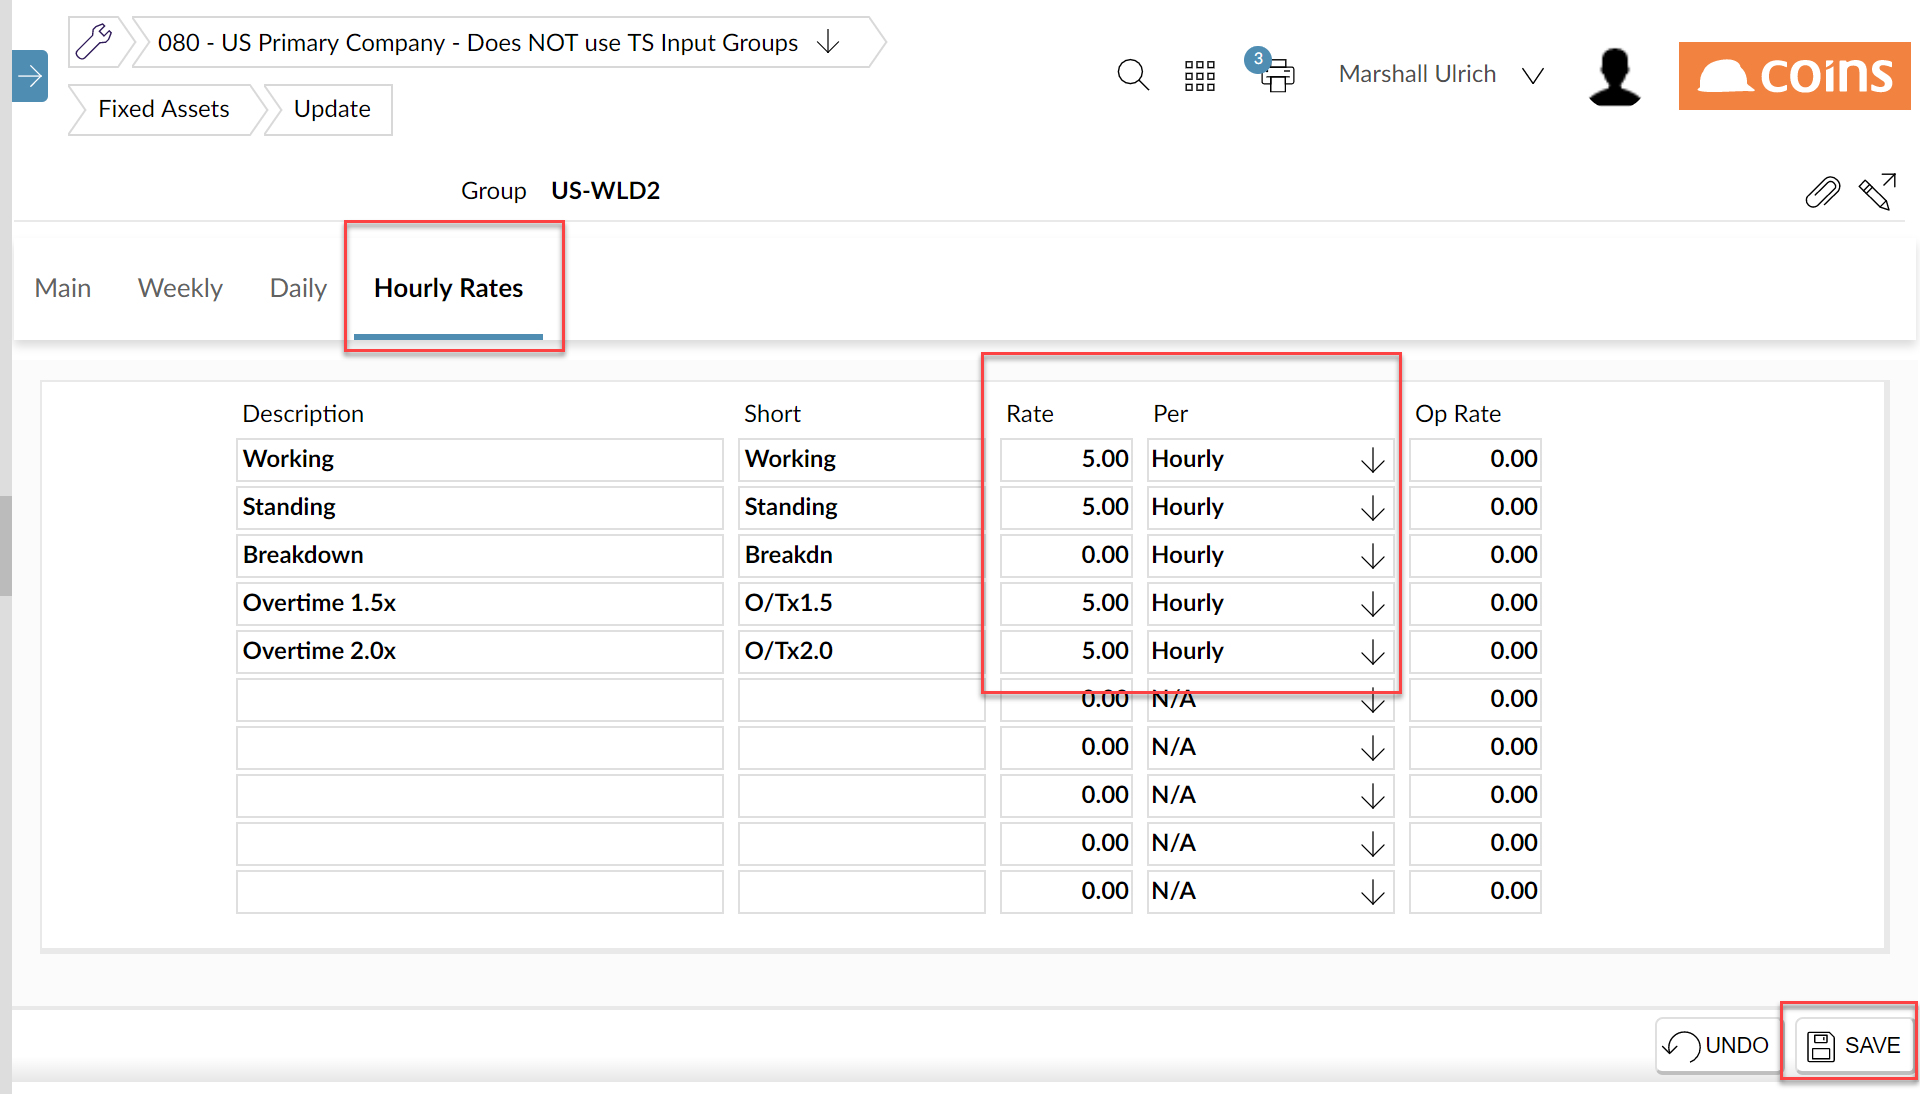 080 - US Primary Company - Does NOT use TS Input Groups
3
Marshall Ulrich
coins
Fixed Assets
Update
Group US-WLD2
Main Weekly Daily Hourly Rates
Description Short Rate Per Op Rate
Working Working 5.00 Hourly 0.00
Standing Standing 5.00 Hourly 0.00
Breakdown Breakdn 0.00 Hourly 0.00
Overtime 1.5x O/Tx1.5 5.00 Hourly 0.00
Overtime 2.0x O/Tx2.0 5.00 Hourly 0.00
0.00 N/A 0.00
0.00 N/A 0.00
0.00 N/A 0.00
0.00 N/A 0.00
0.00 N/A 0.00
UNDO SAVE